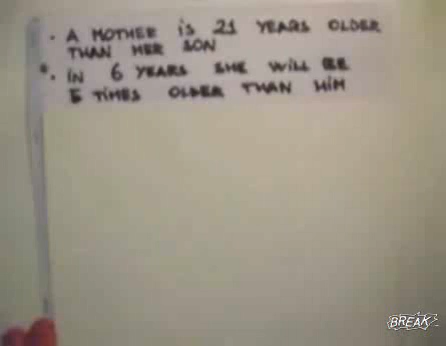 • A MOTHER iS 21 YEARS OLDER
THAN HER SON
• iN 6 YEARS SHE WiLL BE
5 TiMES OLDER THAN HiM
BREAK